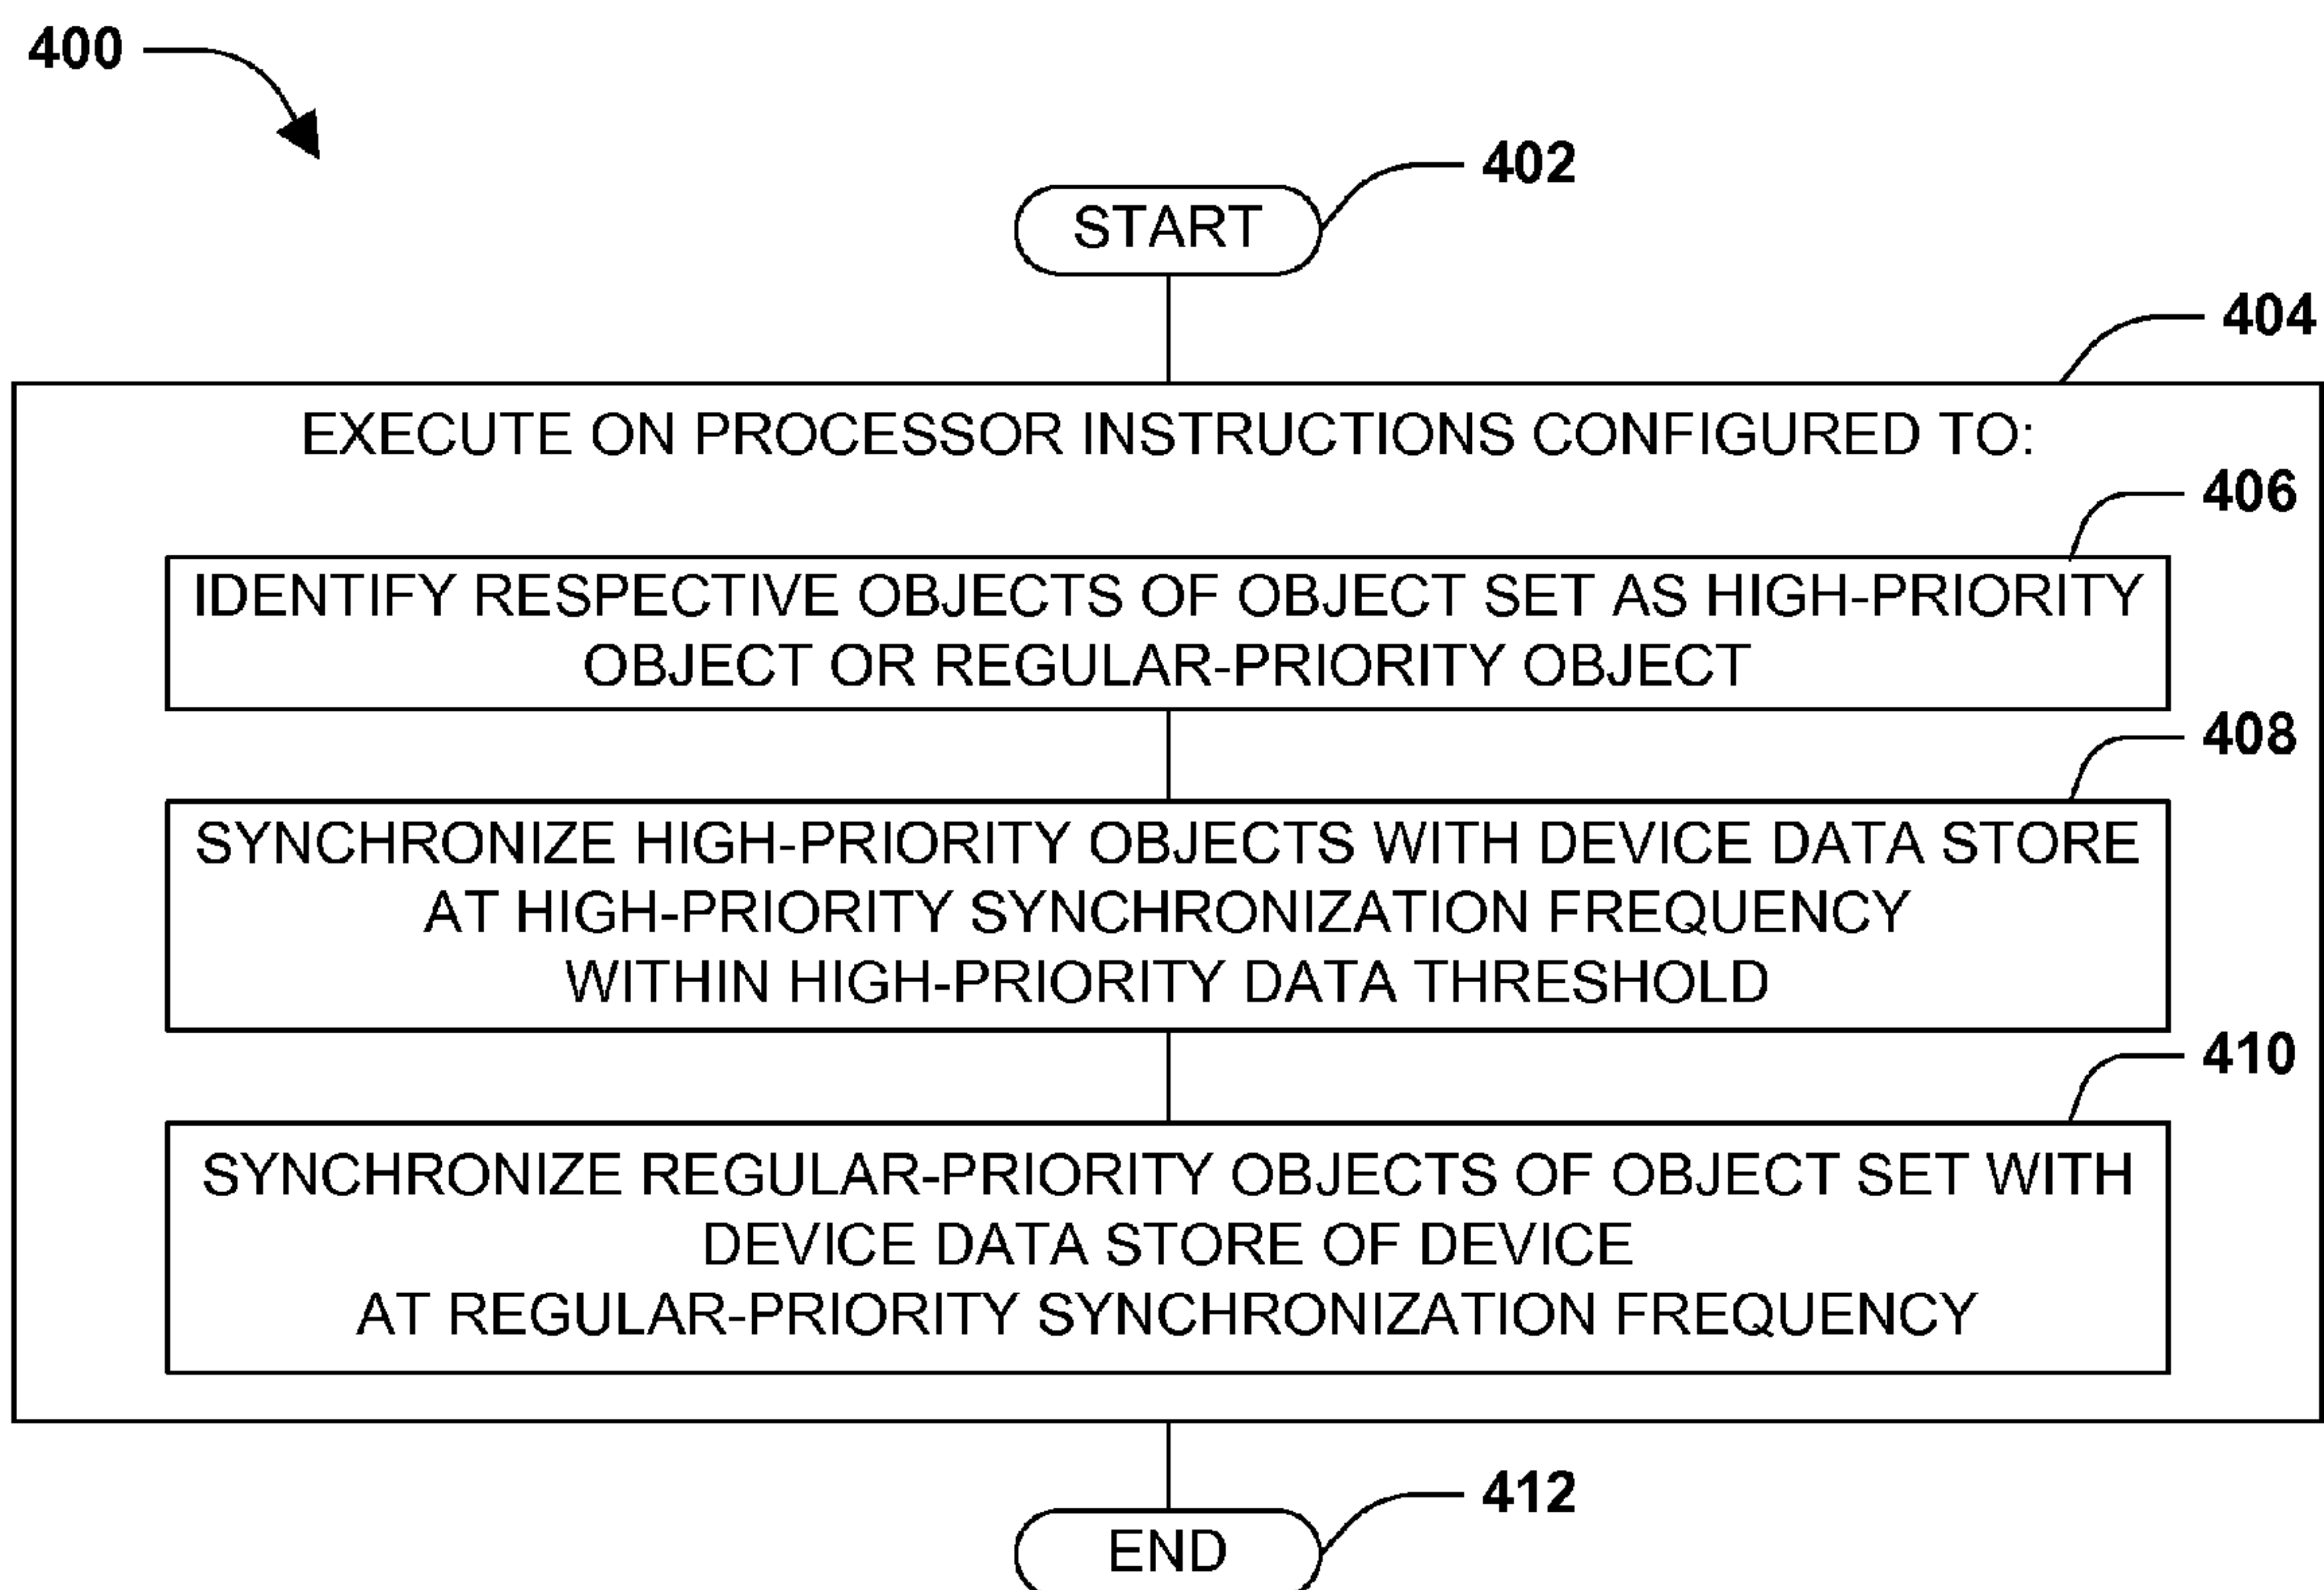 400
402
START
404
EXECUTE ON PROCESSOR INSTRUCTIONS CONFIGURED TO:
406
IDENTIFY RESPECTIVE OBJECTS OF OBJECT SET AS HIGH-PRIORITY
OBJECT OR REGULAR-PRIORITY OBJECT
408
SYNCHRONIZE HIGH-PRIORITY OBJECTS WITH DEVICE DATA STORE
AT HIGH-PRIORITY SYNCHRONIZATION FREQUENCY
WITHIN HIGH-PRIORITY DATA THRESHOLD
410
SYNCHRONIZE REGULAR-PRIORITY OBJECTS OF OBJECT SET WITH
DEVICE DATA STORE OF DEVICE
AT REGULAR-PRIORITY SYNCHRONIZATION FREQUENCY
412
END